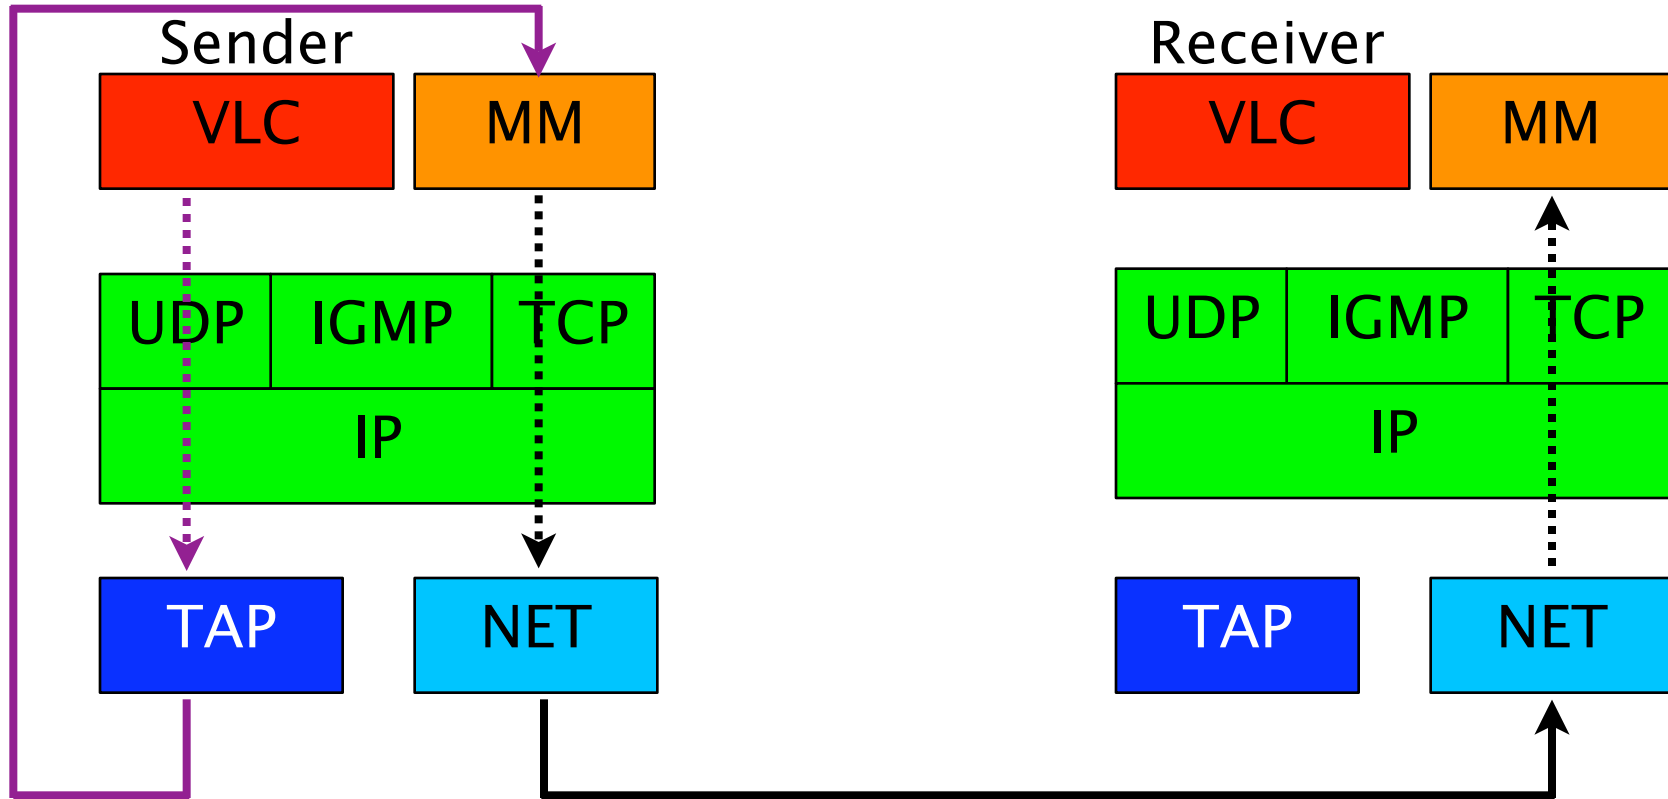 Sender
VLC MM
UDP IGMP TCP
IP
TAP NET
Receiver
VLC MM
UDP IGMP TCP
IP
TAP NET